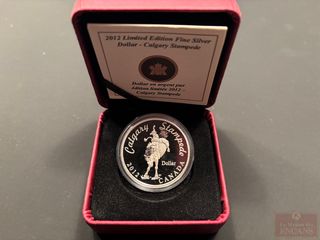 2012 Limited Edition Fine Silver
Dollar - Calgary Stampede
Dollar en argent pur
édition limitée 2012 -
Calgary Stampede
Calgary Stampede
Dollar
2012 CANADA
ENCANS